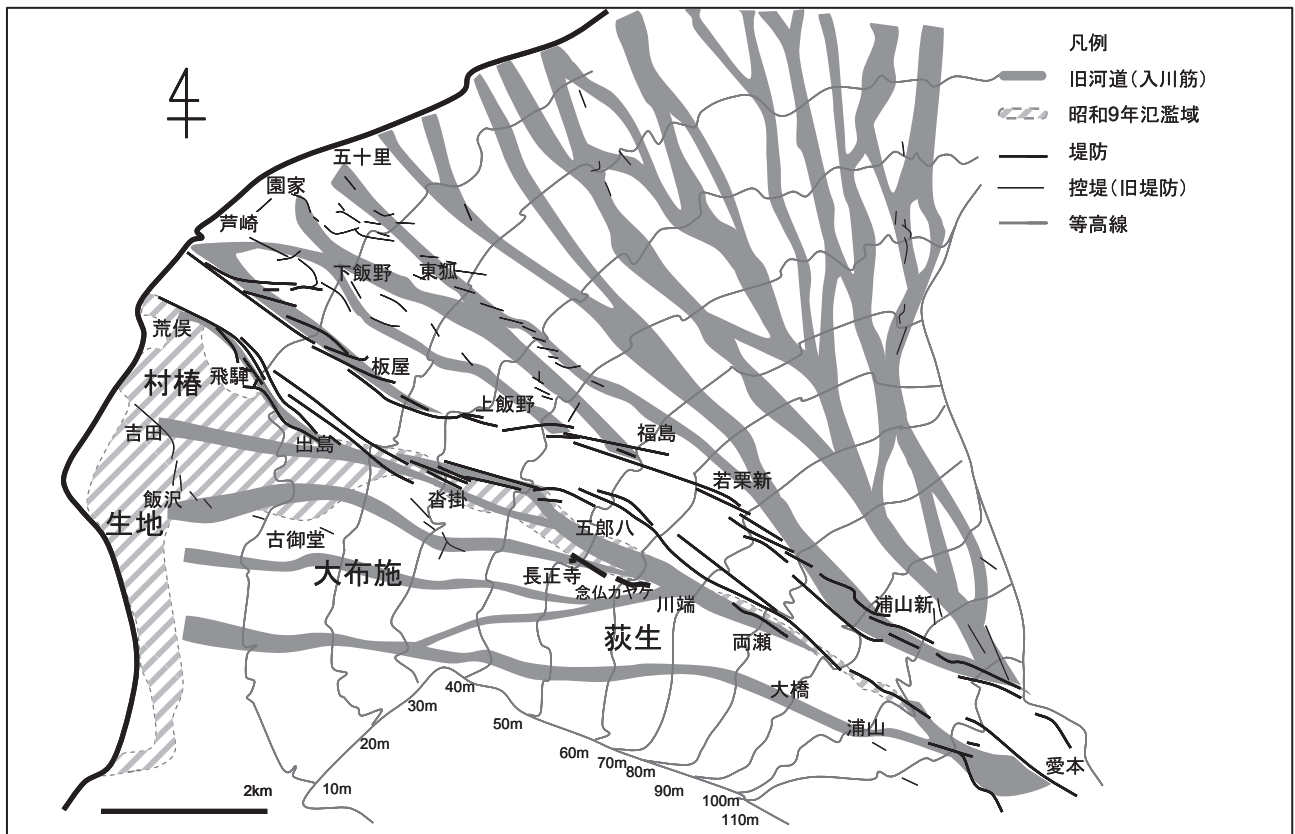 凡例
旧河道(入川筋)
昭和9年氾濫域
堤防
控堤(旧堤防)
等高線
五十里
園家
芦崎
下飯野
東狐
荒俣
村椿
飛騨
板屋
上飯野
吉田
出島
福島
沓掛
若栗新
飯沢
生地
五郎八
古御堂
大布施
長正寺
念仏カヤケ
川端
浦山新
荻生
両瀬
大橋
浦山
愛本
40m
30m
50m
20m
60m
70m
80m
10m
90m
100m
110m
2km